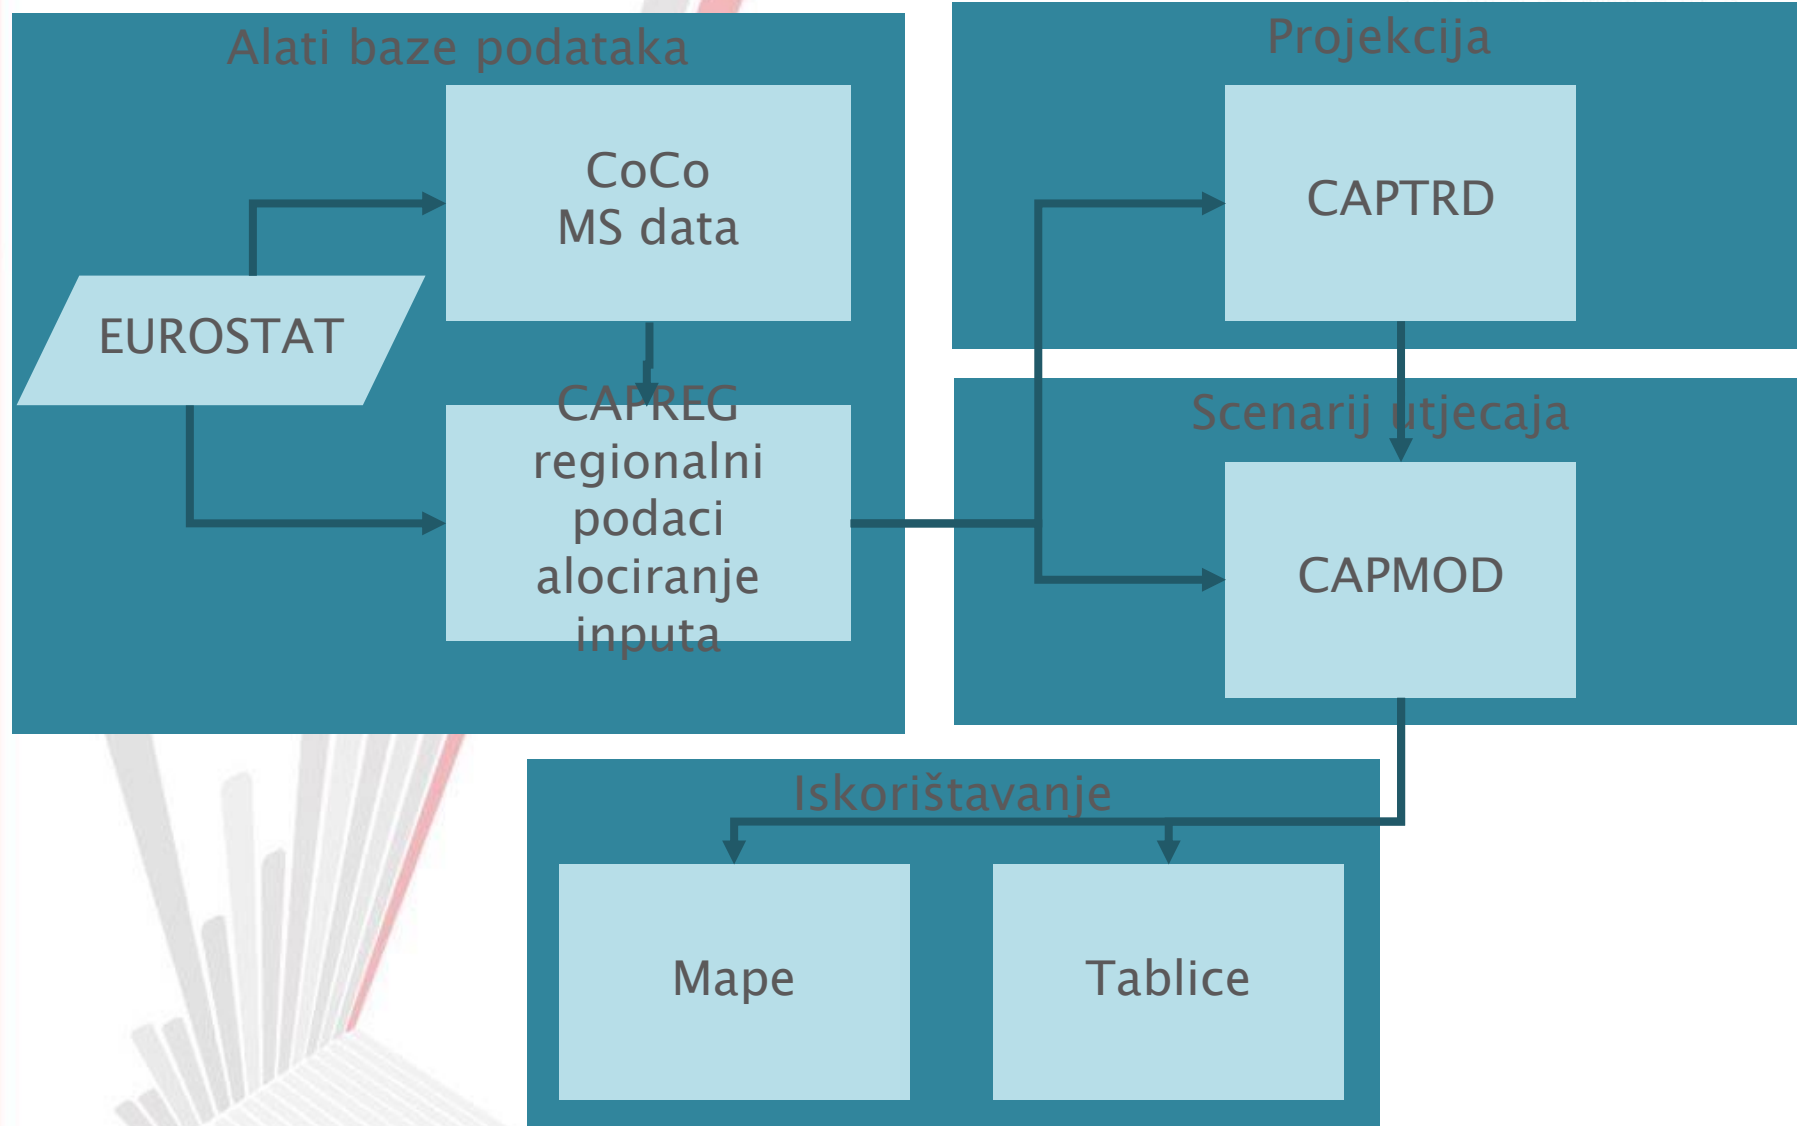 Alati baze podataka
CoCo
MS data
EUROSTAT
CAPREG
regionalni
podaci
alociranje
inputa
Projekcija
CAPTRD
Scenarij utjecaja
CAPMOD
Iskorištavanje
Mape
Tablice